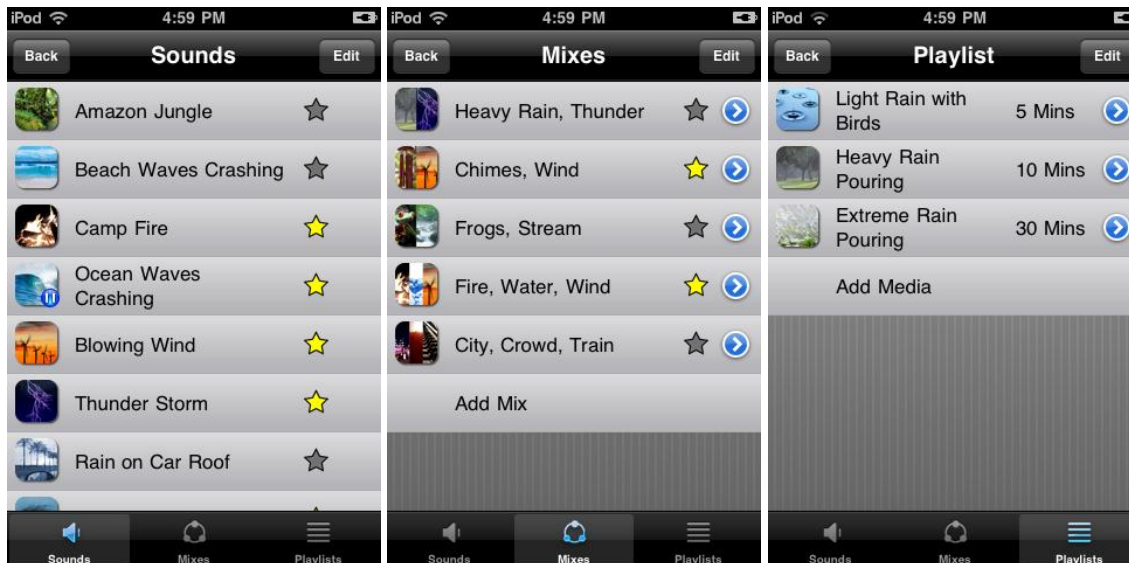 iPod 4:59 PM
Back Sounds Edit
Amazon Jungle
Beach Waves Crashing
Camp Fire
Ocean Waves
Crashing
Blowing Wind
Thunder Storm
Rain on Car Roof
Sounds Mixes Playlists
iPod 4:59 PM
Back Mixes Edit
Heavy Rain, Thunder
Chimes, Wind
Frogs, Stream
Fire, Water, Wind
City, Crowd, Train
Add Mix
Sounds Mixes Playlists
iPod 4:59 PM
Back Playlist Edit
Light Rain with
Birds 5 Mins
Heavy Rain
Pouring 10 Mins
Extreme Rain
Pouring 30 Mins
Add Media
Sounds Mixes Playlists